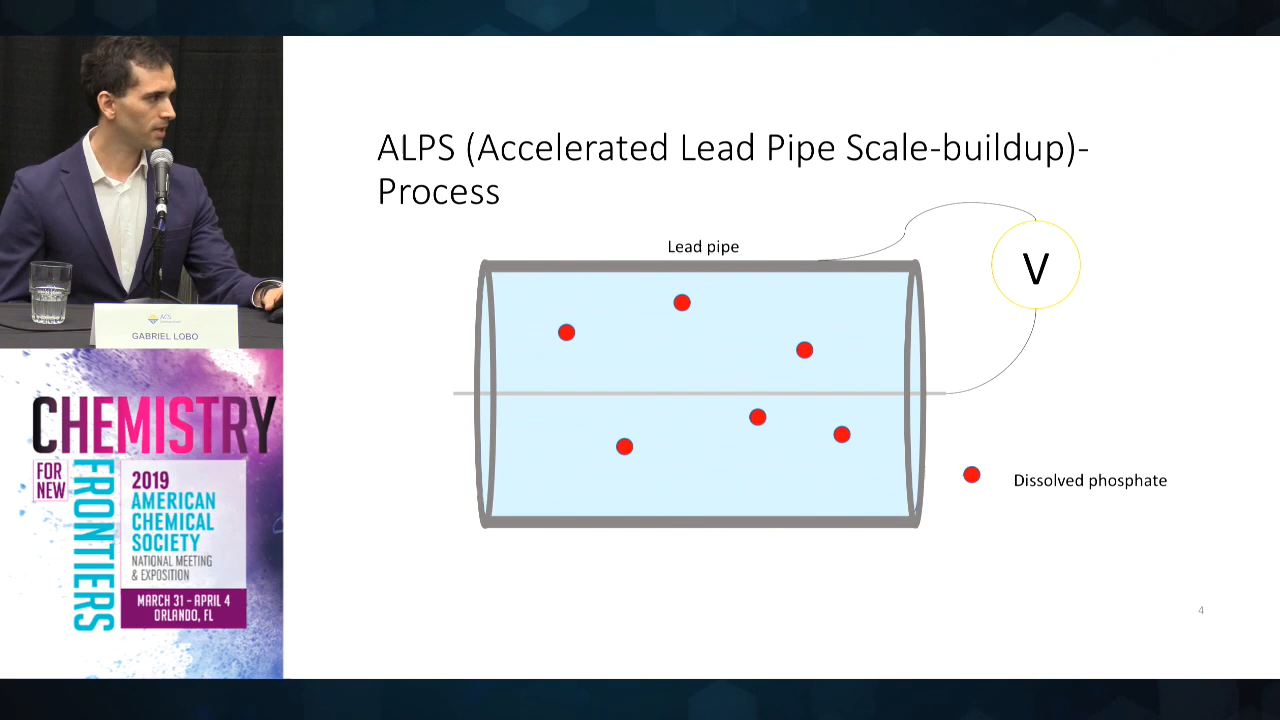 ALPS (Accelerated Lead Pipe Scale-buildup)-
Process
Lead pipe
V
Dissolved phosphate
4
ACS
GABRIEL LOBO
CHEMISTRY
FOR
NEW
FRONTIERS
2019
AMERICAN
CHEMICAL
SOCIETY
NATIONAL MEETING
& EXPOSITION
MARCH 31 - APRIL 4
ORLANDO, FL